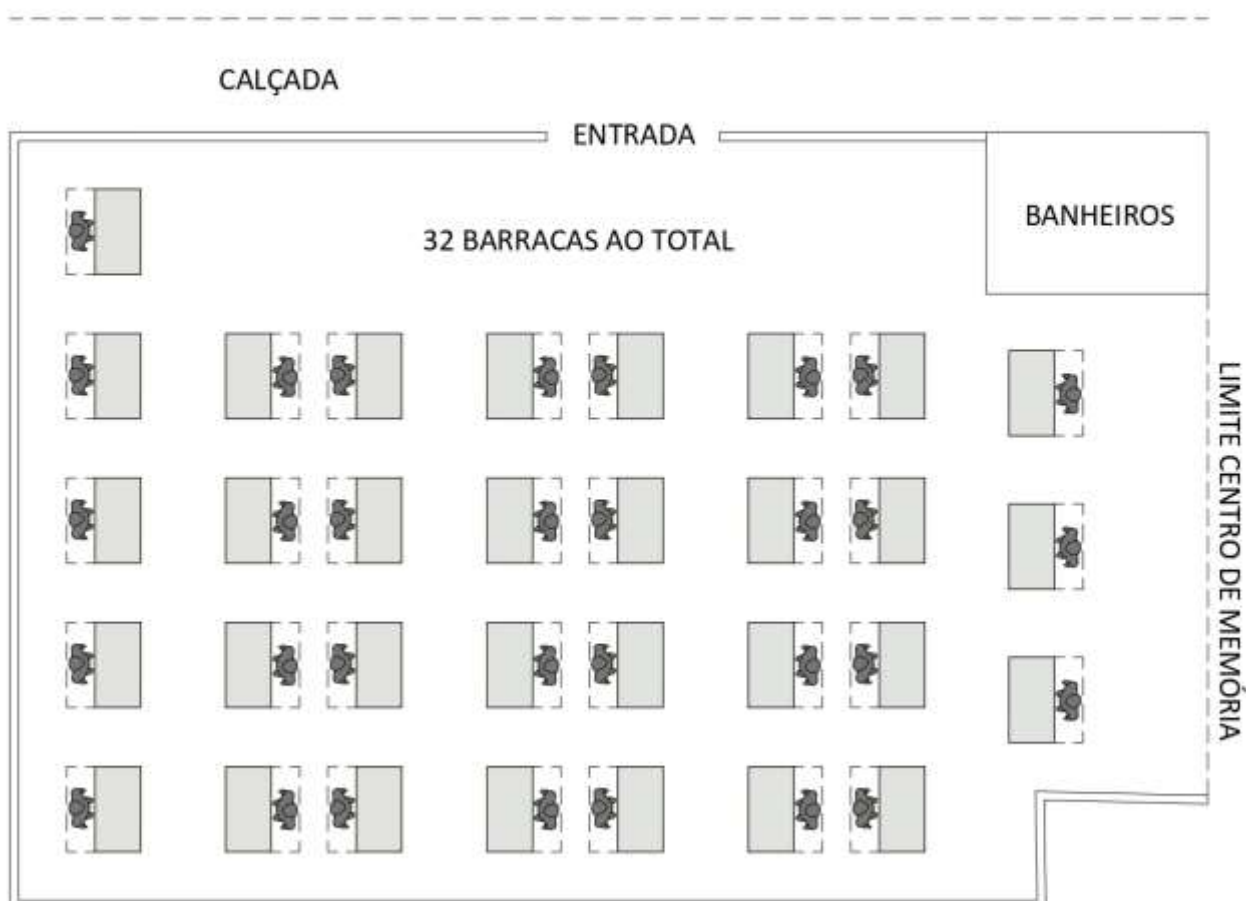 CALÇADA
ENTRADA
BANHEIROS
32 BARRACAS AO TOTAL
LIMITE CENTRO DE MEMÓRIA